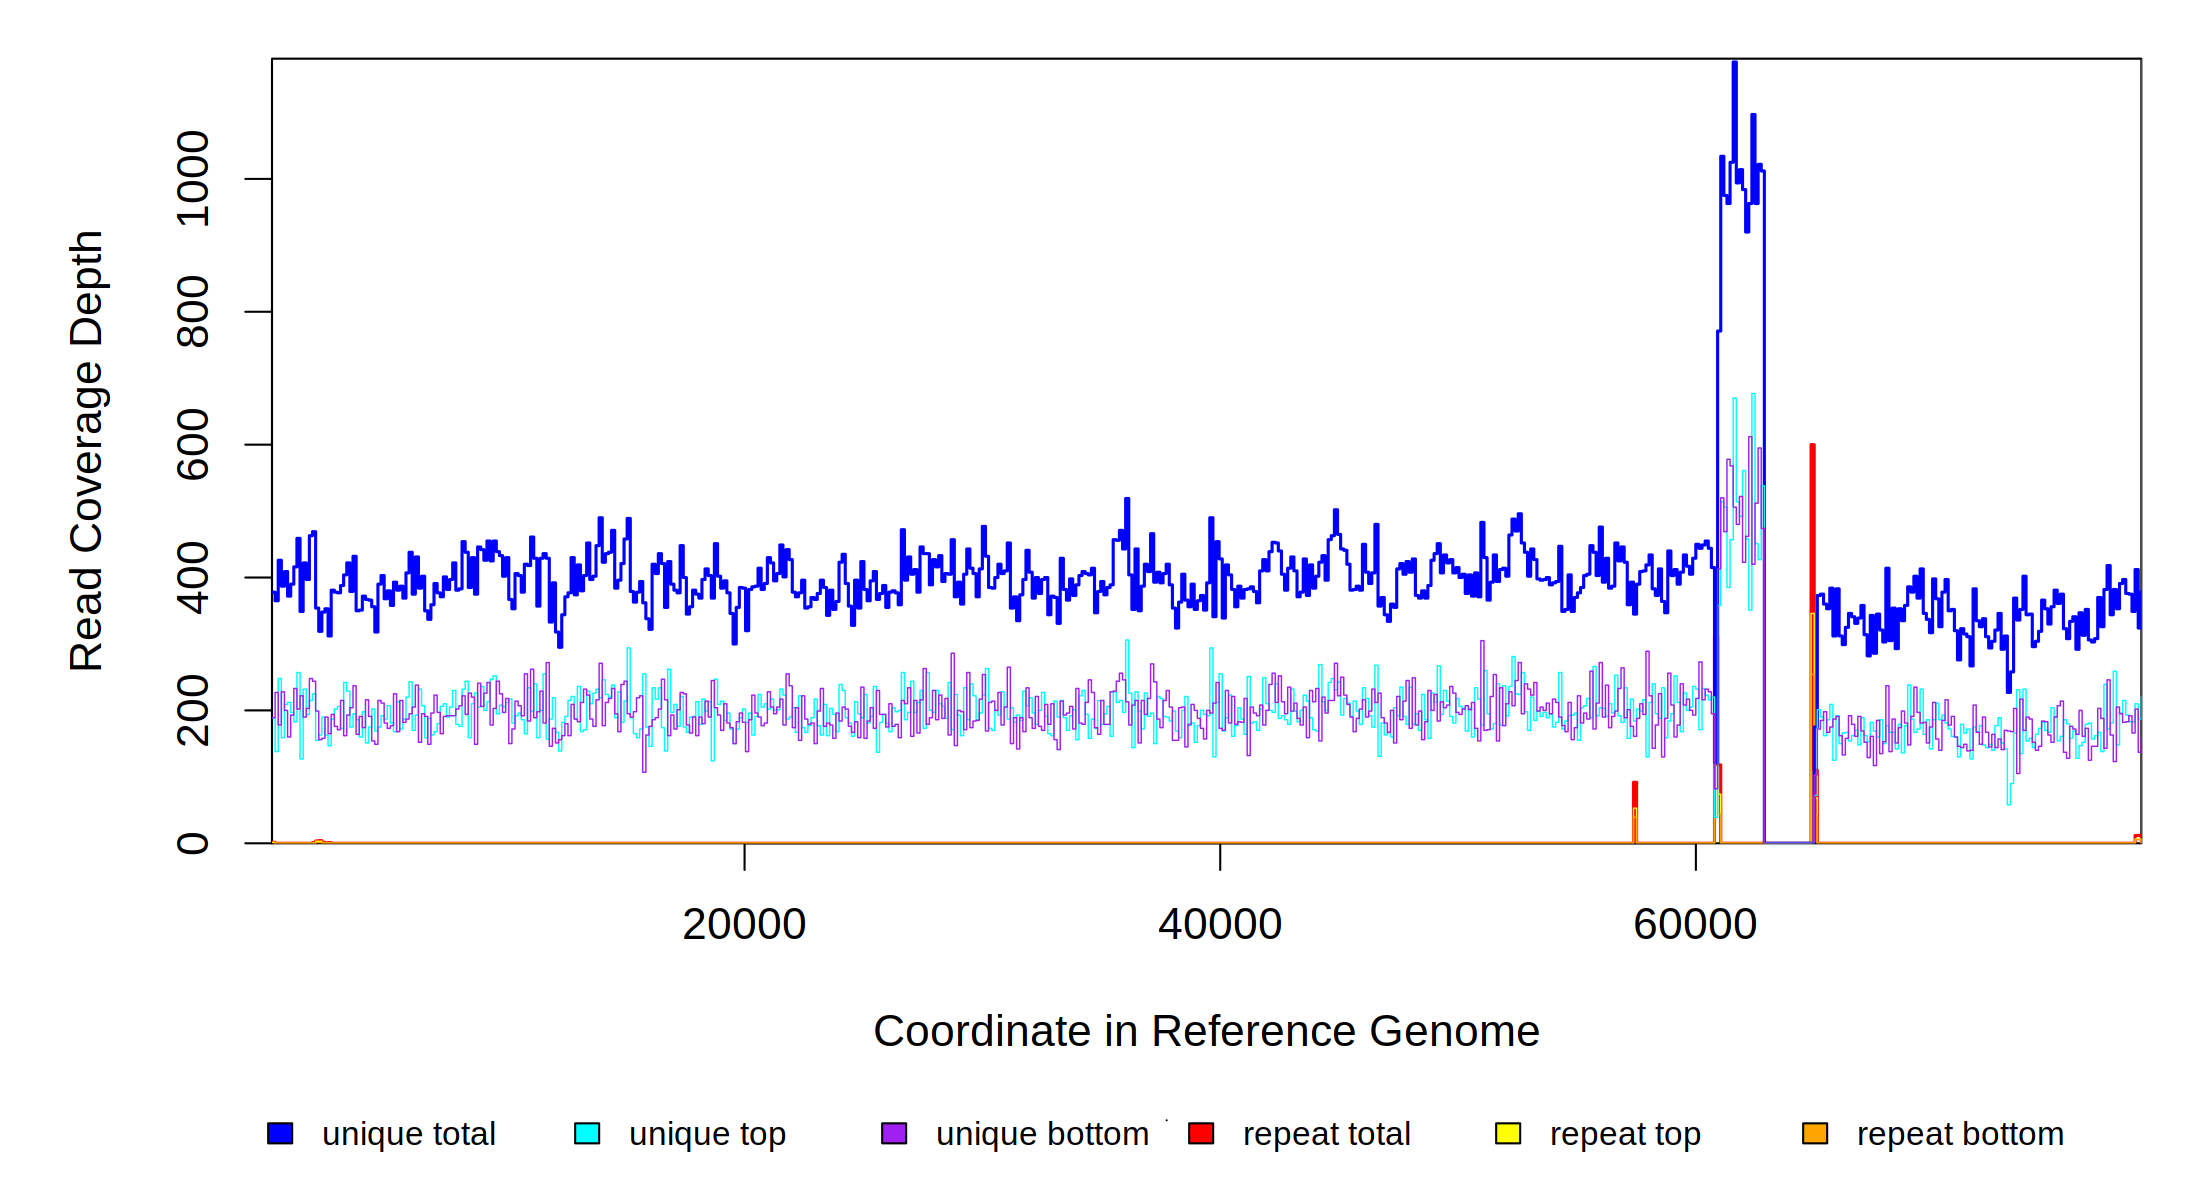 Read Coverage Depth
1000
800
600
400
200
0
20000 40000 60000
Coordinate in Reference Genome
unique total unique top unique bottom repeat total repeat top repeat bottom